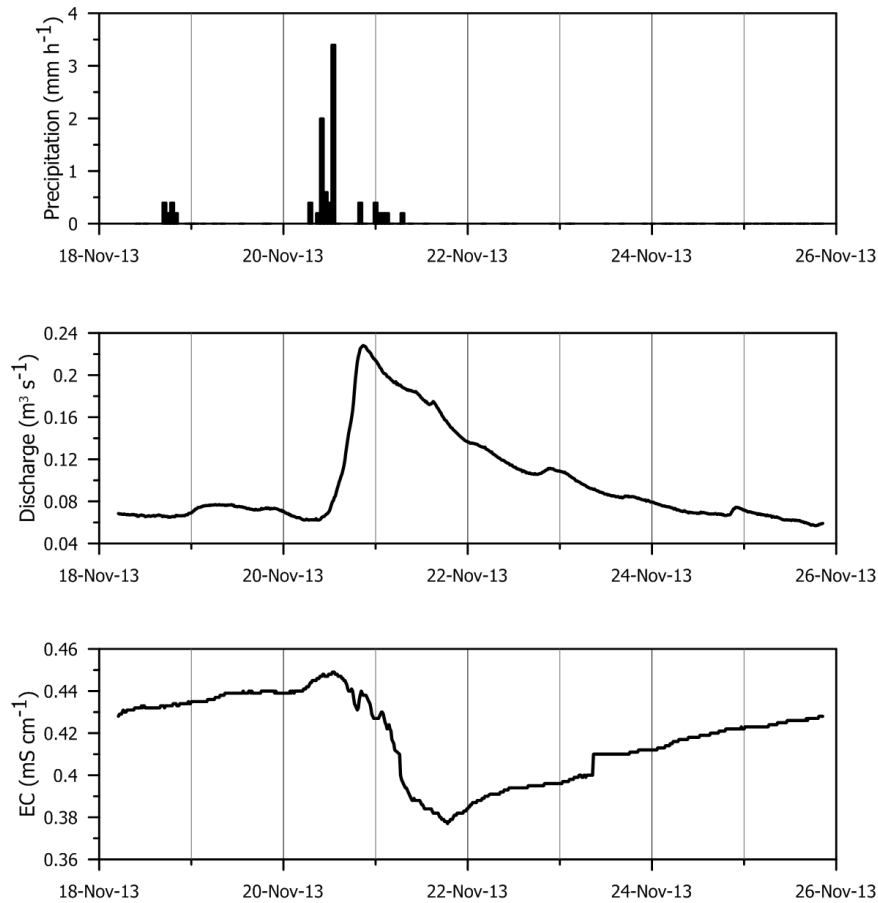 Precipitation (mm h-1)
4
3
2
1
0
18-Nov-13 20-Nov-13 22-Nov-13 24-Nov-13 26-Nov-13
Discharge (m³ s-1)
0.24
0.2
0.16
0.12
0.08
0.04
18-Nov-13 20-Nov-13 22-Nov-13 24-Nov-13 26-Nov-13
EC (mS cm-1)
0.46
0.44
0.42
0.4
0.38
0.36
18-Nov-13 20-Nov-13 22-Nov-13 24-Nov-13 26-Nov-13